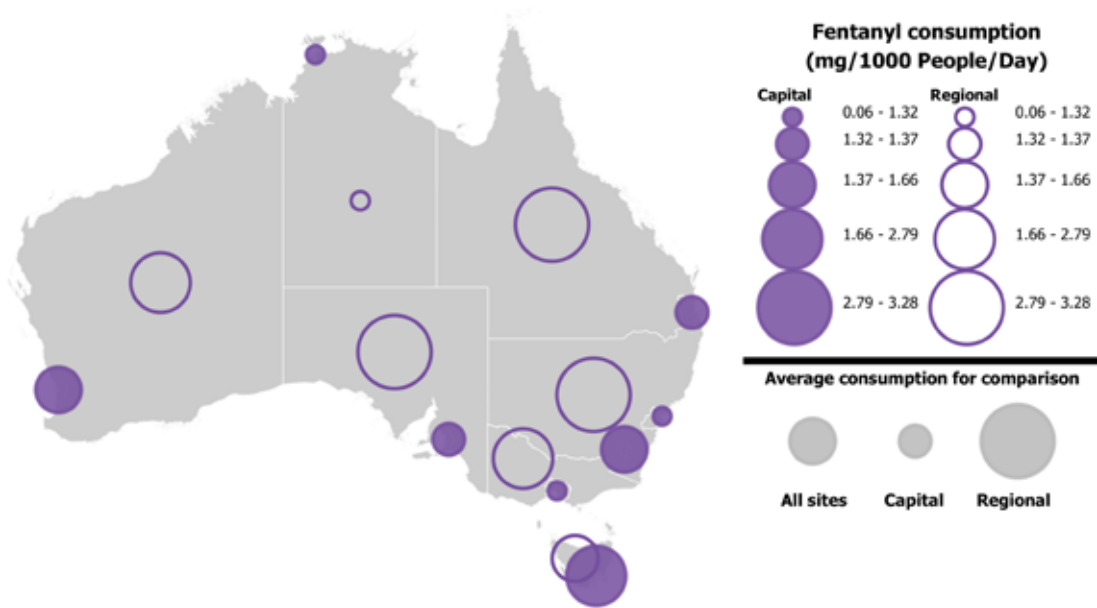 Fentanyl consumption
(mg/1000 People/Day)
Capital Regional
0.06 - 1.32 0.06 - 1.32
1.32 - 1.37 1.32 - 1.37
1.37 - 1.66 1.37 - 1.66
1.66 - 2.79 1.66 - 2.79
2.79 - 3.28 2.79 - 3.28
Average consumption for comparison
All sites Capital Regional